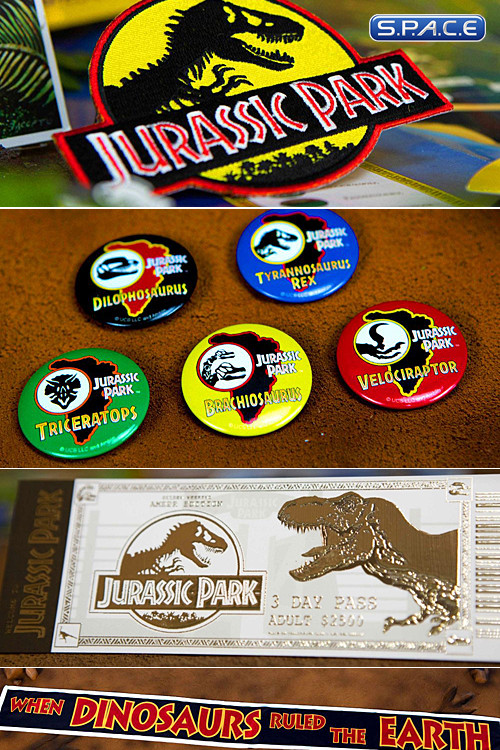 S.P.A.C.E
JURASSIC PARK
JURASSIC
PARK
DILOPHOSAURUS
JURASSIC
PARK
TYRANNOSAURUS
REX
JURASSIC
PARK
TRICERATOPS
JURASSIC
PARK
BRACHIOSAURUS
JURASSIC
PARK
VELOCIRAPTOR
JURASSIC PARK
JURASSIC PARK
3 DAY PASS
ADULT $2500
WHEN DINOSAURS RULED THE EARTH